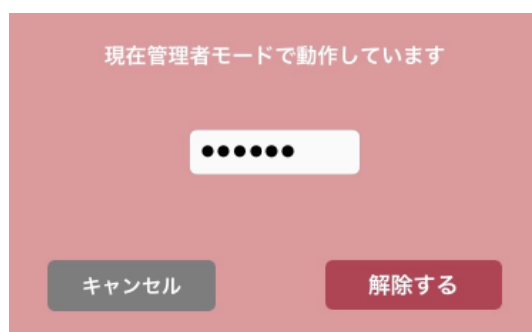 現在管理者モードで動作しています
●●●●●●
キャンセル
解除する